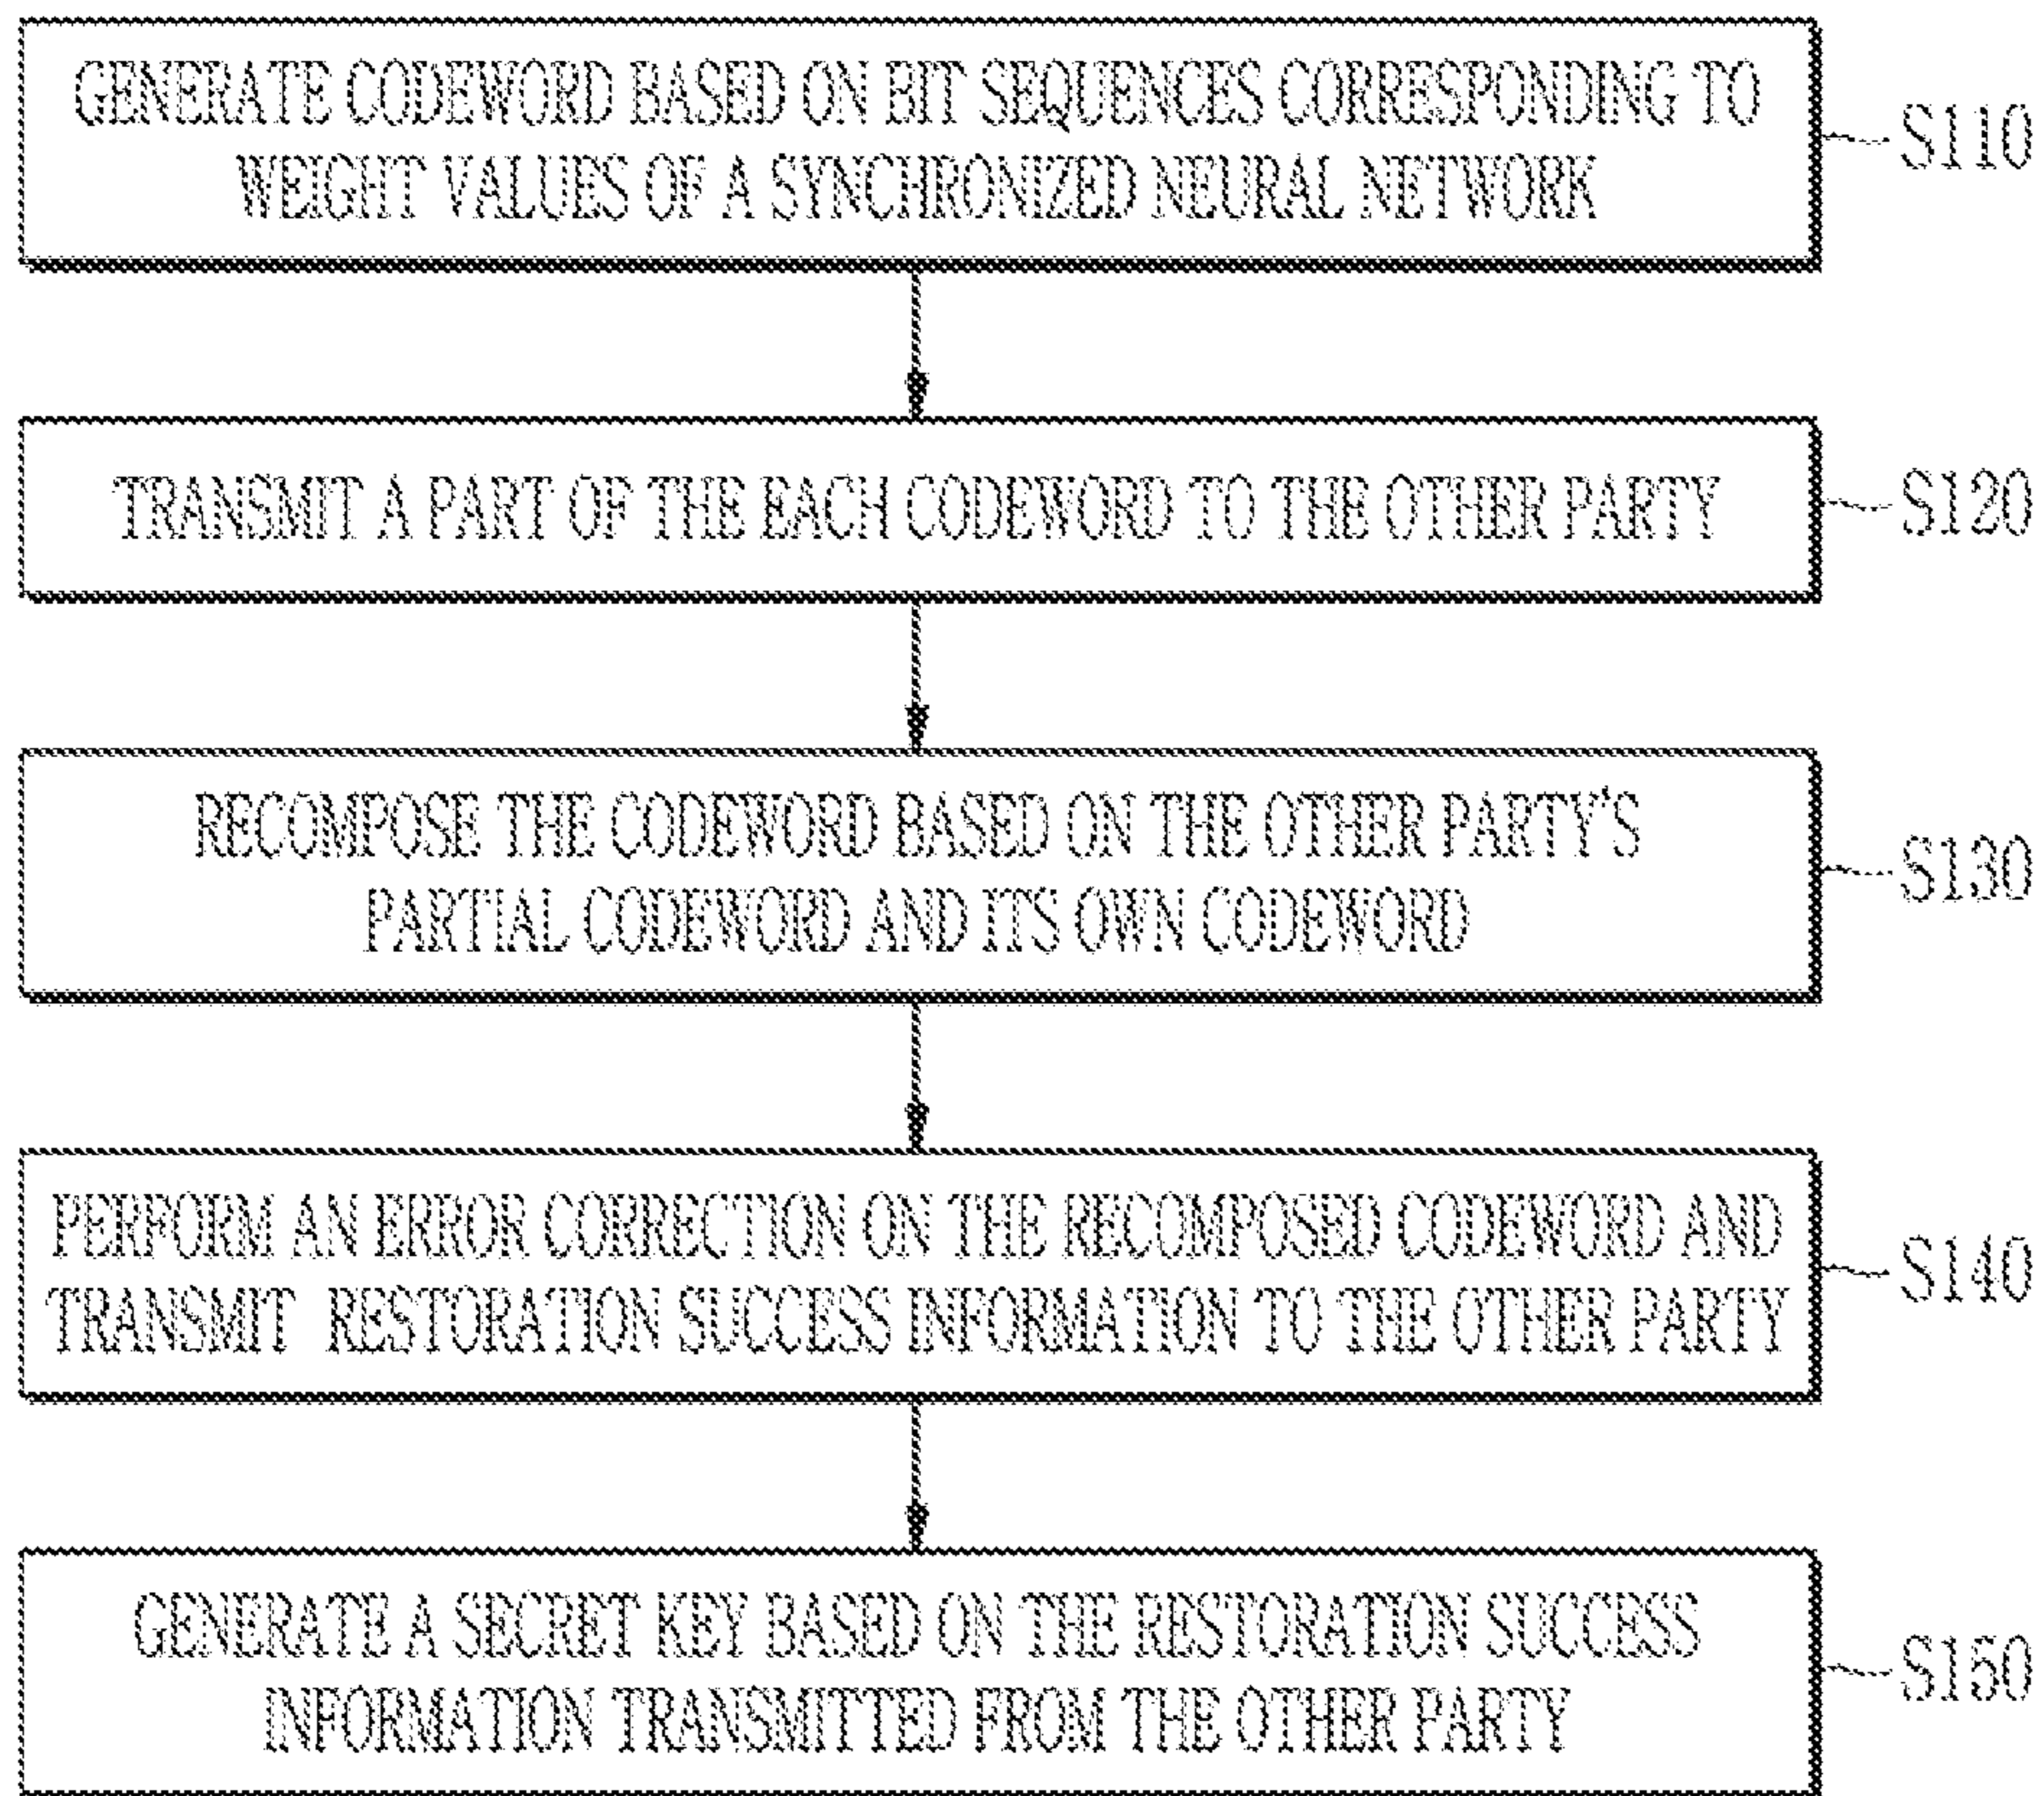 GENERATE CODEWORD BASED ON BIT SEQUENCES CORRESPONDING TO
WEIGHT VALUES OF A SYNCHRONIZED NEURAL NETWORK
S110
TRANSMIT A PART OF THE EACH CODEWORD TO THE OTHER PARTY
S120
RECOMPOSE THE CODEWORD BASED ON THE OTHER PARTY'S
PARTIAL CODEWORD AND ITS OWN CODEWORD
S130
PERFORM AN ERROR CORRECTION ON THE RECOMPOSED CODEWORD AND
TRANSMIT RESTORATION SUCCESS INFORMATION TO THE OTHER PARTY
S140
GENERATE A SECRET KEY BASED ON THE RESTORATION SUCCESS
INFORMATION TRANSMITTED FROM THE OTHER PARTY
S150